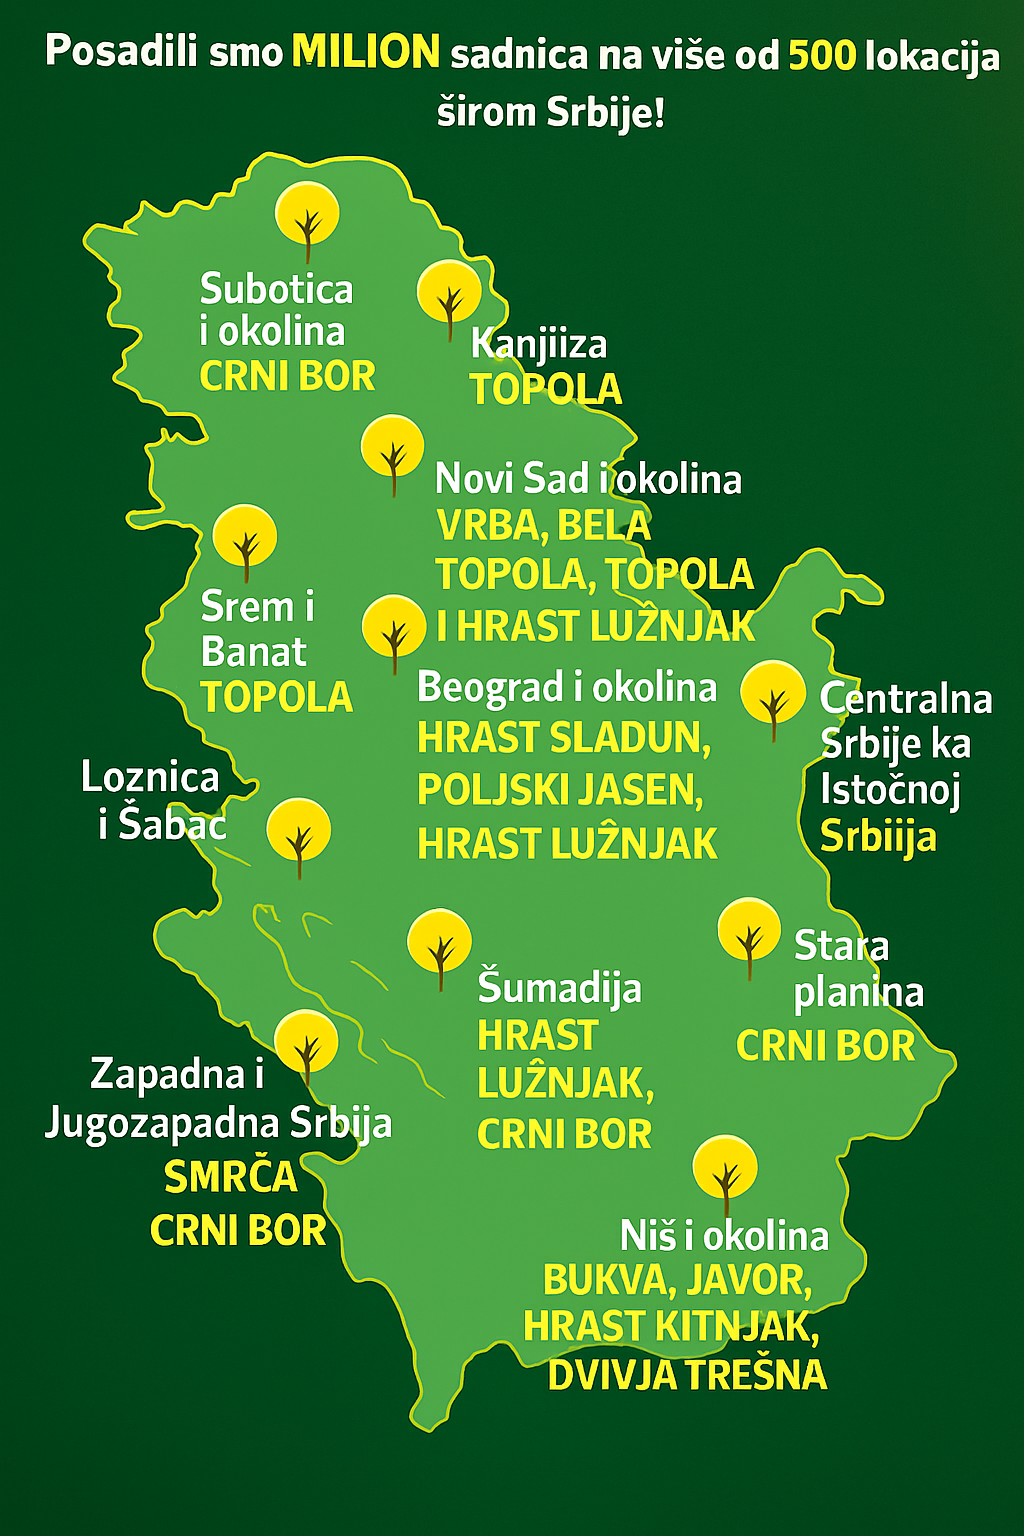 Posadili smo MILION sadnica na više od 500 lokacija
širom Srbije!
Subotica
i okolina
CRNI BOR
Kanjiiza
TOPOLA
Novi Sad i okolina
VRBA, BELA
TOPOLA, TOPOLA
I HRAST LUŽNJAK
Srem i
Banat
TOPOLA
Beograd i okolina
HRAST SLADUN,
POLJSKI JASEN,
HRAST LUŽNJAK
Centralna
Srbije ka
Istočnoj
Srbiija
Loznica
i Šabac
Šumadija
HRAST
LUŽNJAK,
CRNI BOR
Stara
planina
CRNI BOR
Zapadna i
Jugozapadna Srbija
SMRČA
CRNI BOR
Niš i okolina
BUKVA, JAVOR,
HRAST KITNJAK,
DVIVJA TREŠNA